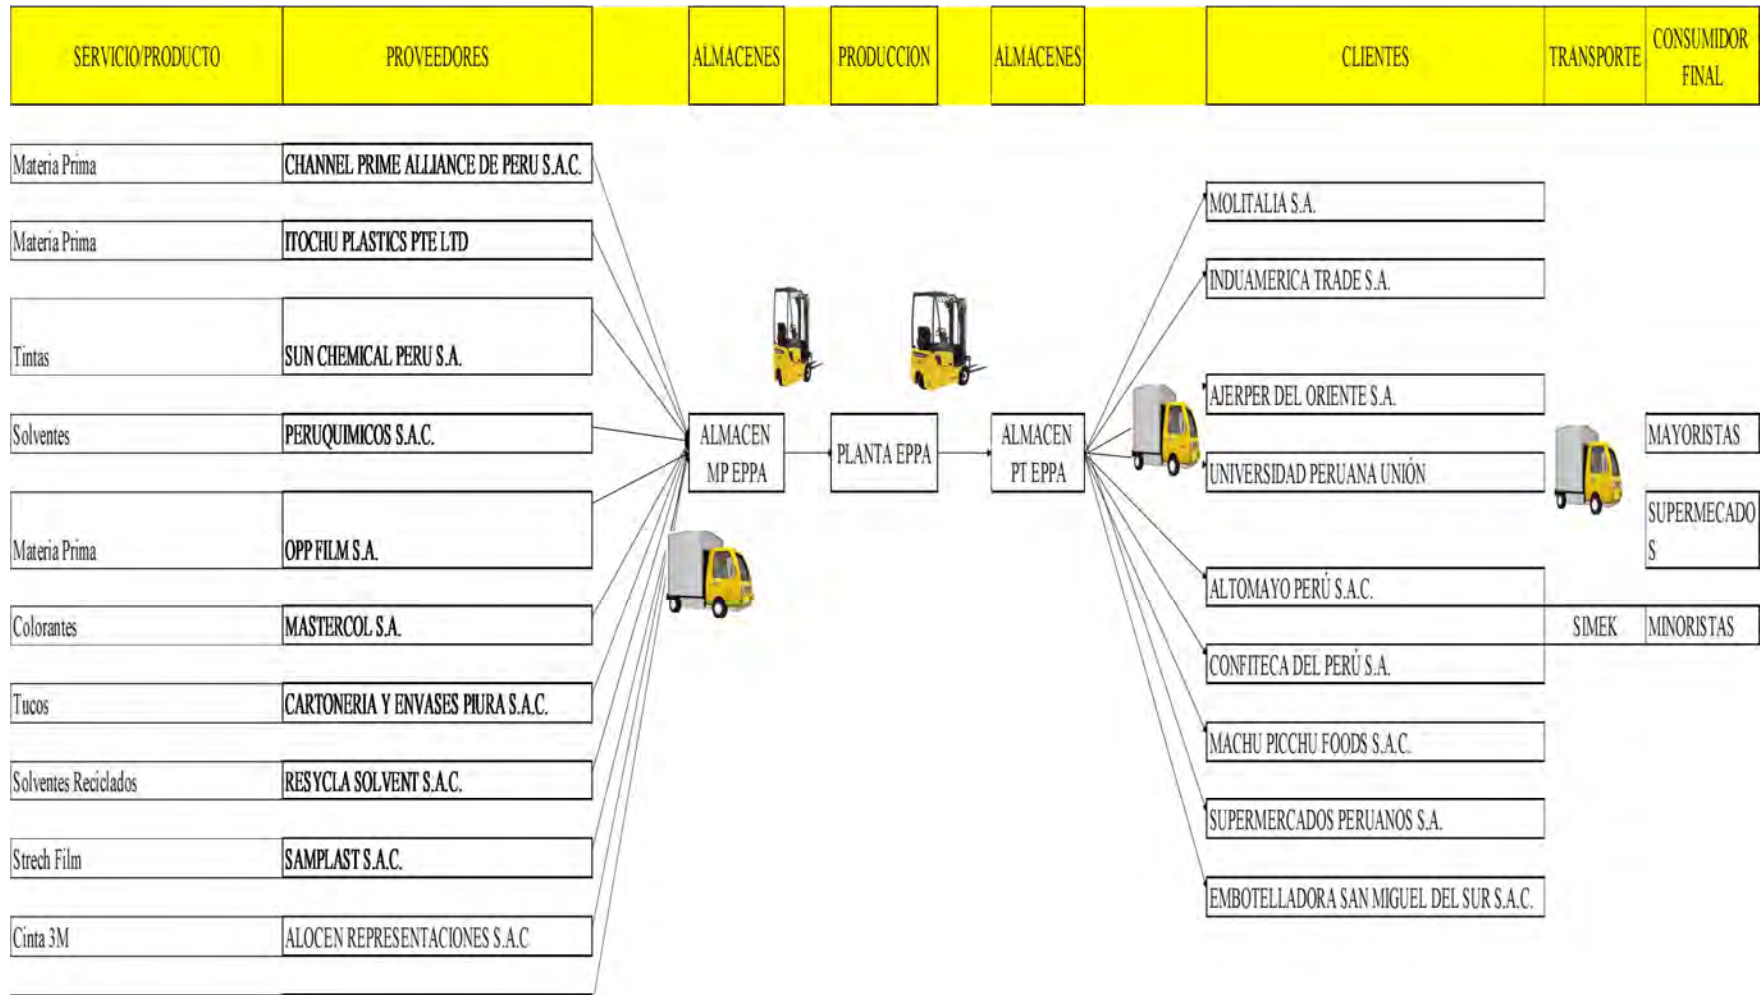 SERVICIO/PRODUCTO PROVEEDORES ALMACENES PRODUCCION ALMACENES CLIENTES TRANSPORTE CONSUMIDOR
FINAL
Materia Prima CHANNEL PRIME ALLIANCE DE PERU S.A.C.
MOLITALIA S.A.
Materia Prima ITOCHU PLASTICS PTE LTD
INDUAMERICA TRADE S.A.
Tintas SUN CHEMICAL PERU S.A.
AJERPER DEL ORIENTE S.A.
Solventes PERUQUIMICOS S.A.C.
ALMACEN
MP EPPA
PLANTA EPPA
ALMACEN
PT EPPA
MAYORISTAS
UNIVERSIDAD PERUANA UNIÓN
SUPERMECADO
S
Materia Prima OPP FILM S.A.
ALTOMAYO PERÚ S.A.C.
Colorantes MASTERCOL S.A.
SIMEK MINORISTAS
CONFITECA DEL PERÚ S.A.
Tucos CARTONERIA Y ENVASES PIURA S.A.C.
MACHU PICCHU FOODS S.A.C.
Solventes Reciclados RESYCLA SOLVENT S.A.C.
SUPERMERCADOS PERUANOS S.A.
Strech Film SAMPLAST S.A.C.
EMBOTELLADORA SAN MIGUEL DEL SUR S.A.C.
Cinta 3M ALOCEN REPRESENTACIONES S.A.C